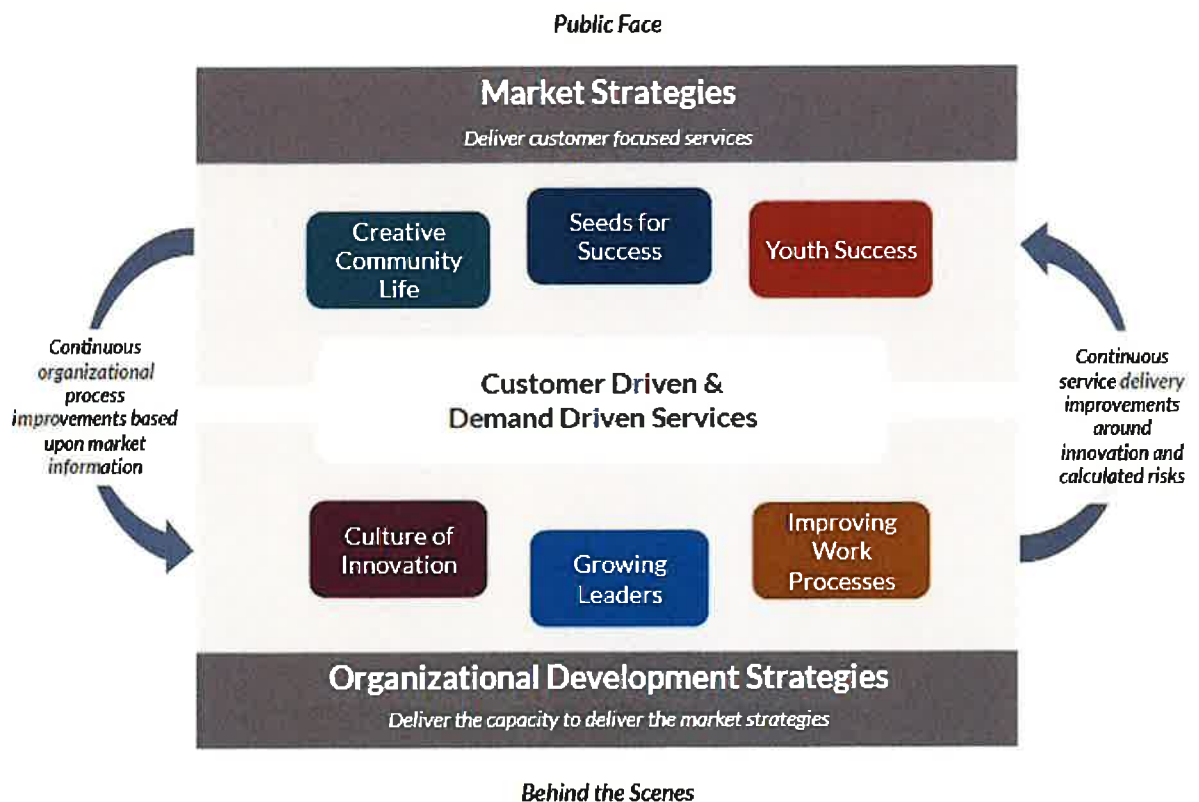 Public Face
Market Strategies
Deliver customer focused services
Creative
Community
Life
Seeds for
Success
Youth Success
Continuous
organizational
process
improvements based
upon market
information
Customer Driven &
Demand Driven Services
Continuous
service delivery
improvements
around
innovation and
calculated risks
Culture of
Innovation
Growing
Leaders
Improving
Work
Processes
Organizational Development Strategies
Deliver the capacity to deliver the market strategies
Behind the Scenes